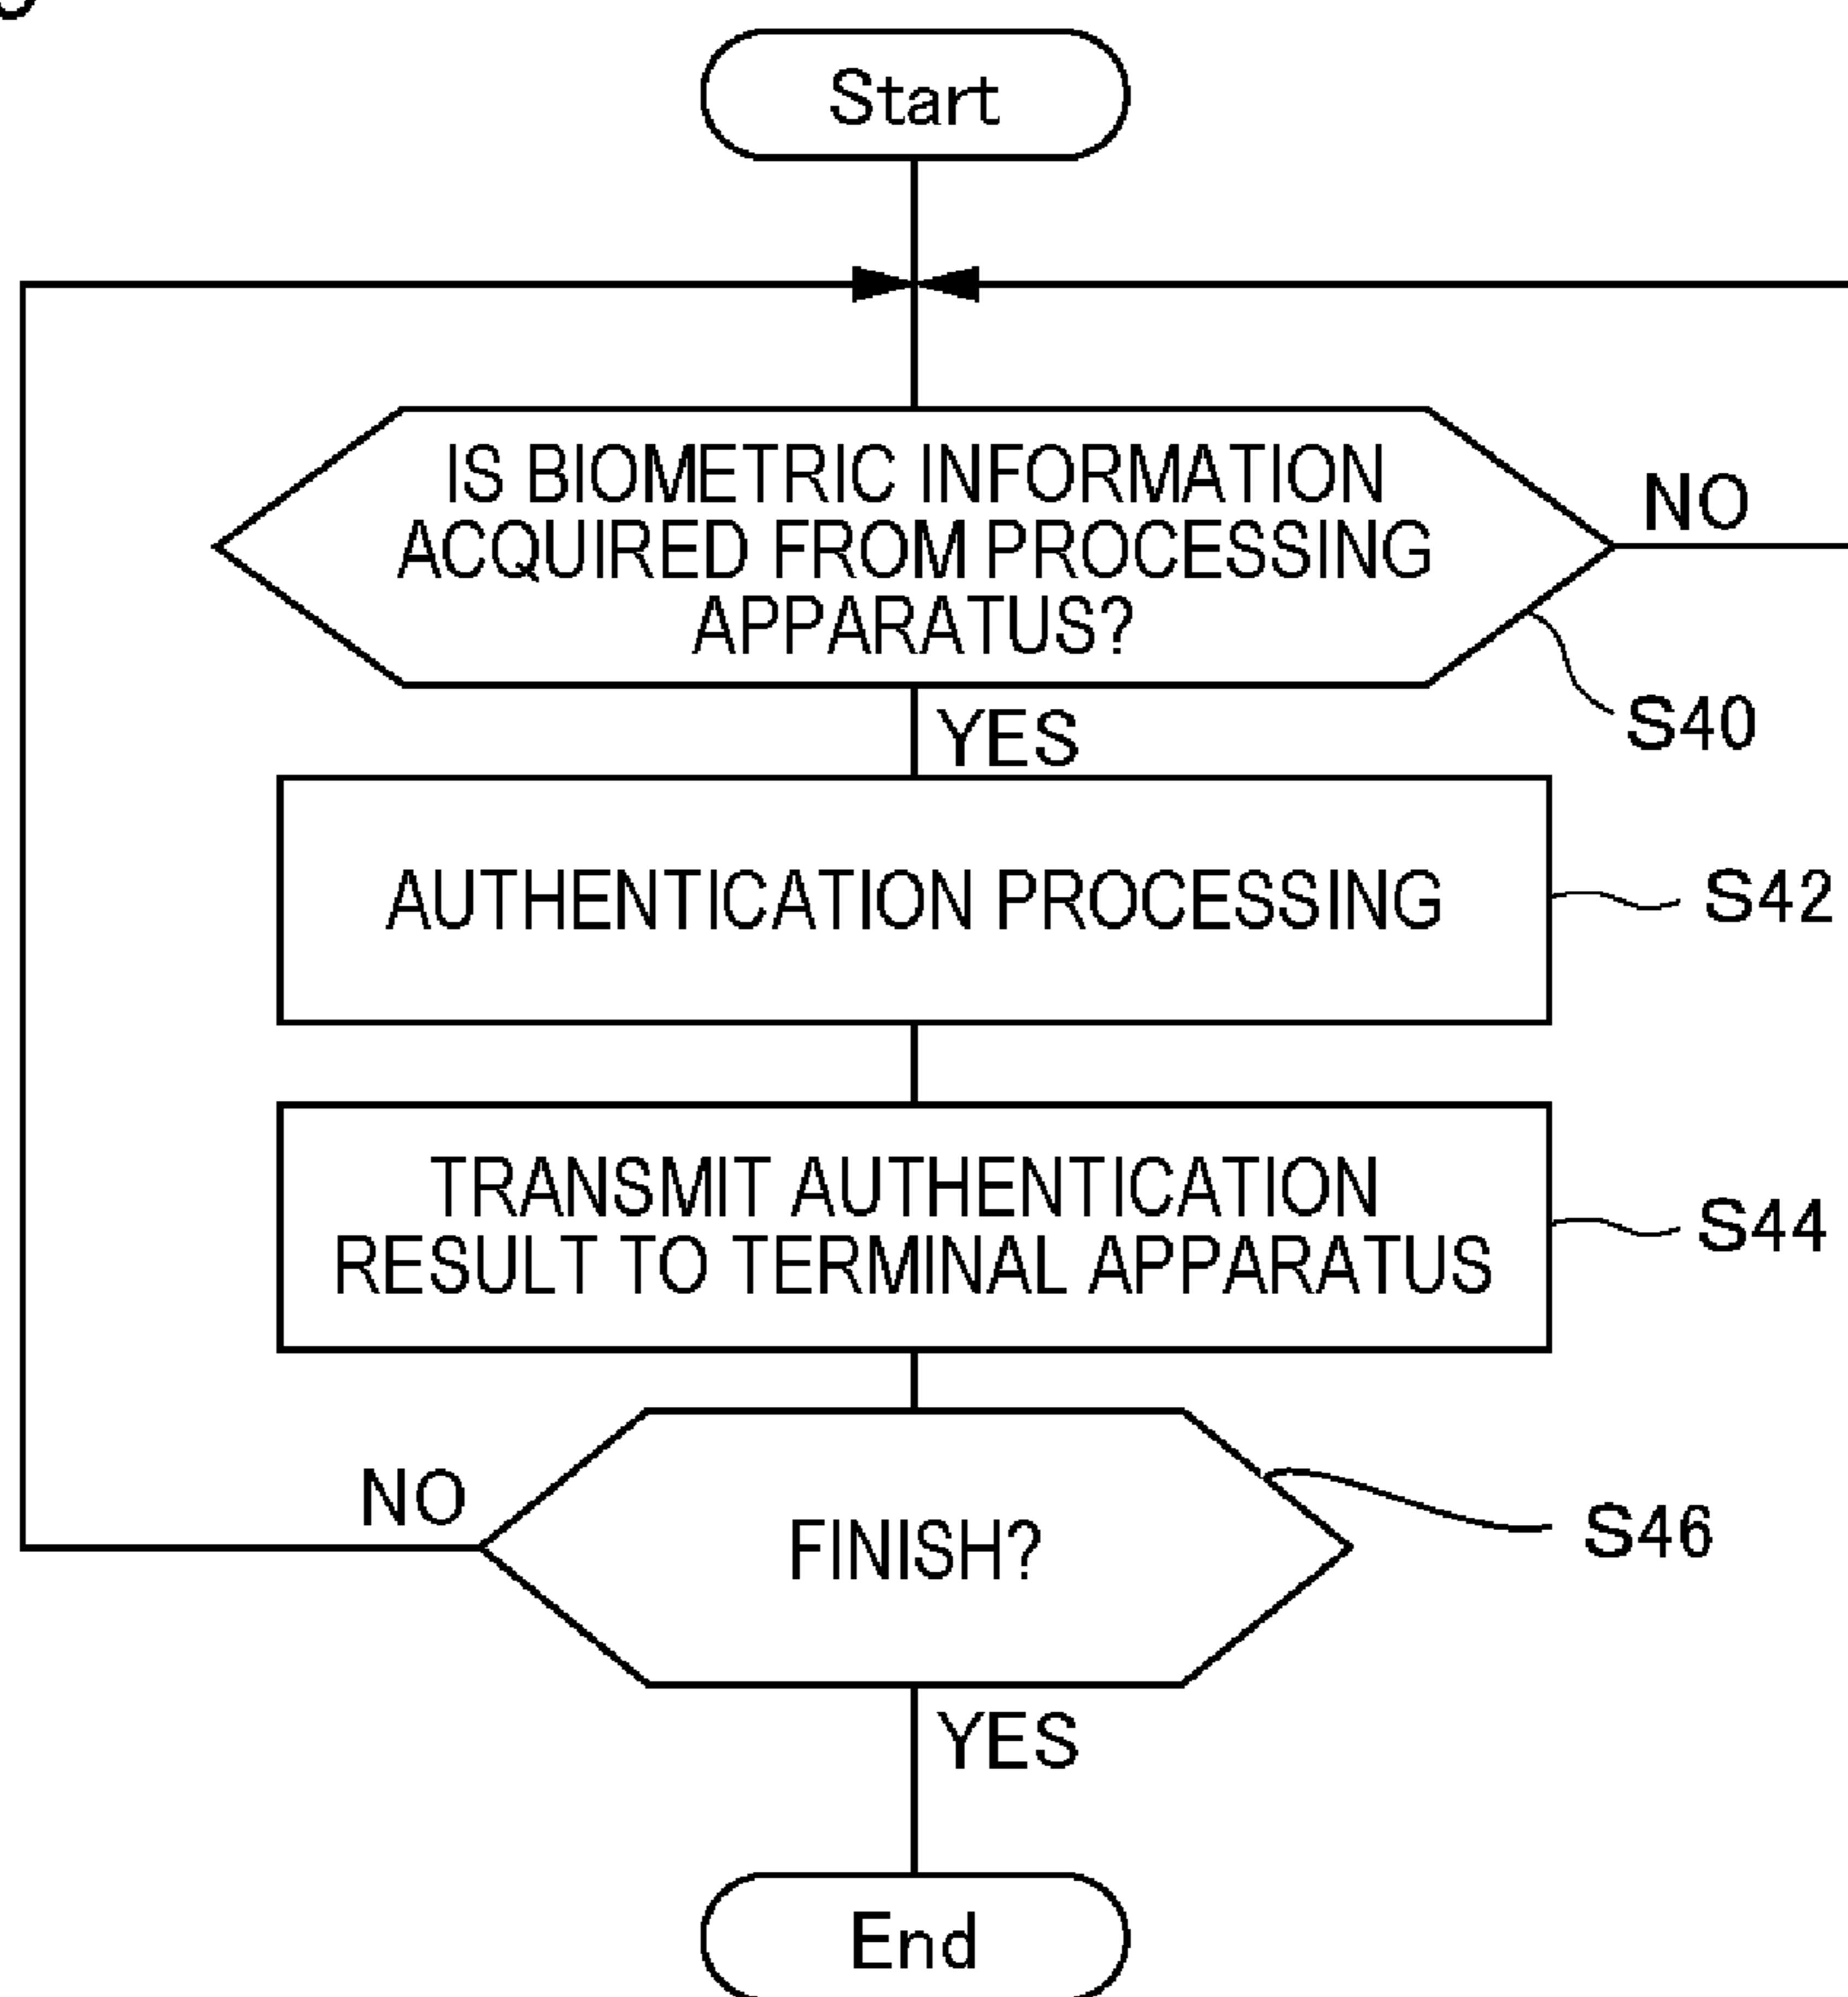 Start
IS BIOMETRIC INFORMATION
ACQUIRED FROM PROCESSING
APPARATUS?
NO
S40
YES
AUTHENTICATION PROCESSING
S42
TRANSMIT AUTHENTICATION
RESULT TO TERMINAL APPARATUS
S44
NO
FINISH?
S46
YES
End